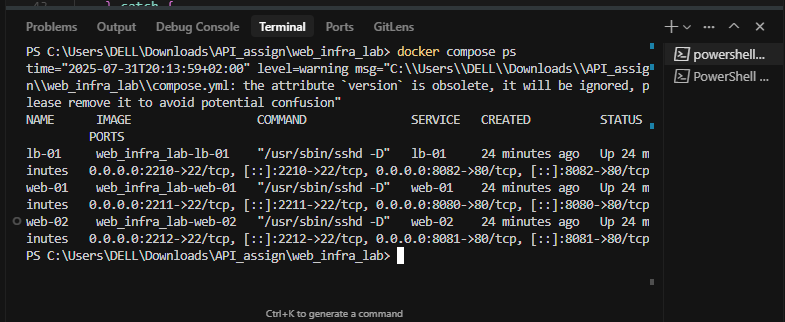 } catch {
Problems Output Debug Console Terminal Ports GitLens
PS C:\Users\DELL\Downloads\API_assign\web_infra_lab> docker compose ps
time="2025-07-31T20:13:59+02:00" level=warning msg="C:\\Users\\DELL\\Downloads\\API_assig
n\\web_infra_lab\\compose.yml: the attribute `version` is obsolete, it will be ignored, p
lease remove it to avoid potential confusion"
NAME IMAGE COMMAND SERVICE CREATED STATUS
PORTS
lb-01 web_infra_lab-lb-01 "/usr/sbin/sshd -D" lb-01 24 minutes ago Up 24 m
inutes 0.0.0.0:2210->22/tcp, [::]:2210->22/tcp, 0.0.0.0:8082->80/tcp, [::]:8082->80/tcp
web-01 web_infra_lab-web-01 "/usr/sbin/sshd -D" web-01 24 minutes ago Up 24 m
inutes 0.0.0.0:2211->22/tcp, [::]:2211->22/tcp, 0.0.0.0:8080->80/tcp, [::]:8080->80/tcp
web-02 web_infra_lab-web-02 "/usr/sbin/sshd -D" web-02 24 minutes ago Up 24 m
inutes 0.0.0.0:2212->22/tcp, [::]:2212->22/tcp, 0.0.0.0:8081->80/tcp, [::]:8081->80/tcp
PS C:\Users\DELL\Downloads\API_assign\web_infra_lab>
powershell...
PowerShell ...
Ctrl+K to generate a command